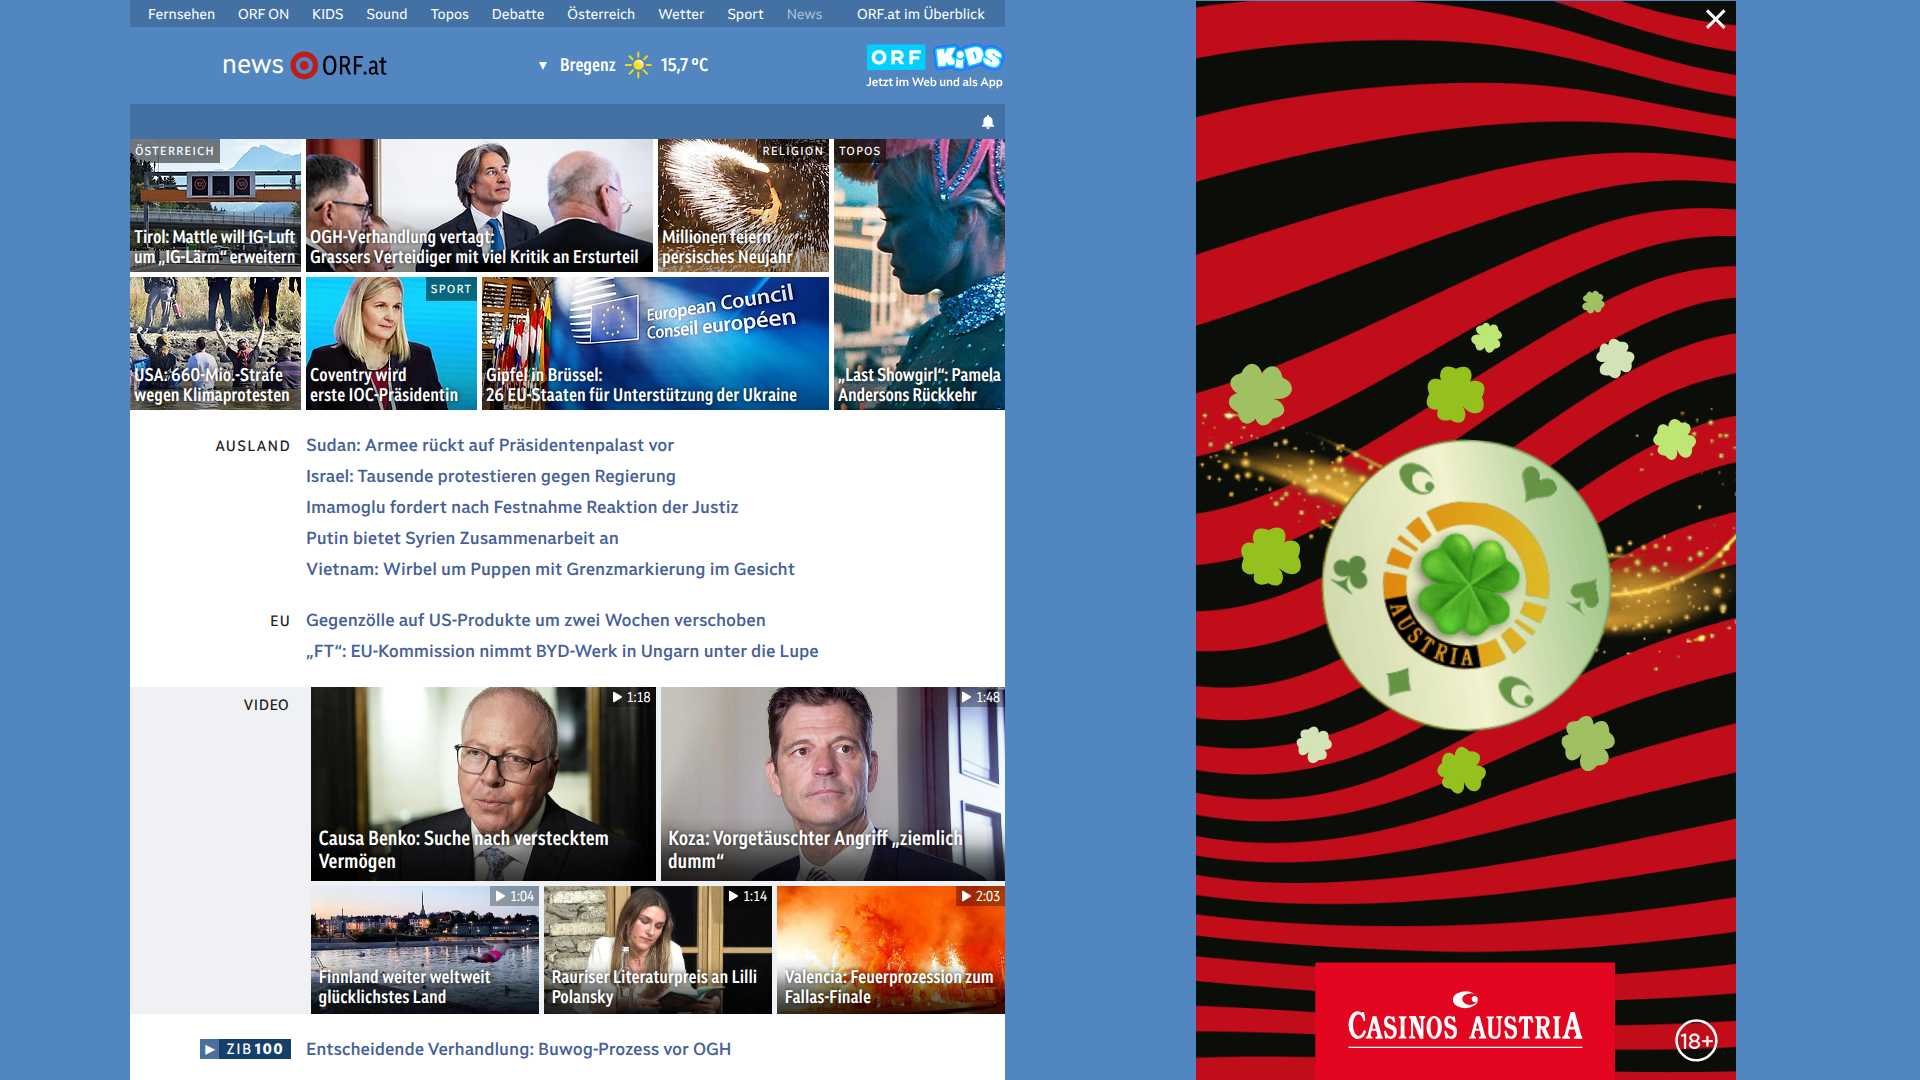 Fernsehen ORF ON KIDS Sound Topos Debatte Österreich Wetter Sport News ORF.at im Überblick
news ORF.at
▼ Bregenz 15,7 °C
ORF KiDS
Jetzt im Web und als App
ÖSTERREICH
Tirol: Mattle will IG-Luft
um „IG-Lärm“ erweitern
OGH-Verhandlung vertagt:
Grassers Verteidiger mit viel Kritik an Ersturteil
RELIGION
Millionen feiern
persisches Neujahr
TOPOS
„Last Showgirl“: Pamela
Andersons Rückkehr
USA: 660-Mio.-Strafe
wegen Klimaprotesten
SPORT
Coventry wird
erste IOC-Präsidentin
European Council
Conseil européen
Gipfel in Brüssel:
26 EU-Staaten für Unterstützung der Ukraine
AUSLAND
Sudan: Armee rückt auf Präsidentenpalast vor
Israel: Tausende protestieren gegen Regierung
Imamoglu fordert nach Festnahme Reaktion der Justiz
Putin bietet Syrien Zusammenarbeit an
Vietnam: Wirbel um Puppen mit Grenzmarkierung im Gesicht
EU
Gegenzölle auf US-Produkte um zwei Wochen verschoben
„FT“: EU-Kommission nimmt BYD-Werk in Ungarn unter die Lupe
VIDEO
1:18
Causa Benko: Suche nach verstecktem
Vermögen
1:48
Koza: Vorgetäuschter Angriff „ziemlich
dumm“
1:04
Finnland weiter weltweit
glücklichstes Land
1:14
Rauriser Literaturpreis an Lilli
Polansky
2:03
Valencia: Feuerprozession zum
Fallas-Finale
ZIB100
Entscheidende Verhandlung: Buwog-Prozess vor OGH
AUSTRIA
CASINOS AUSTRIA
18+